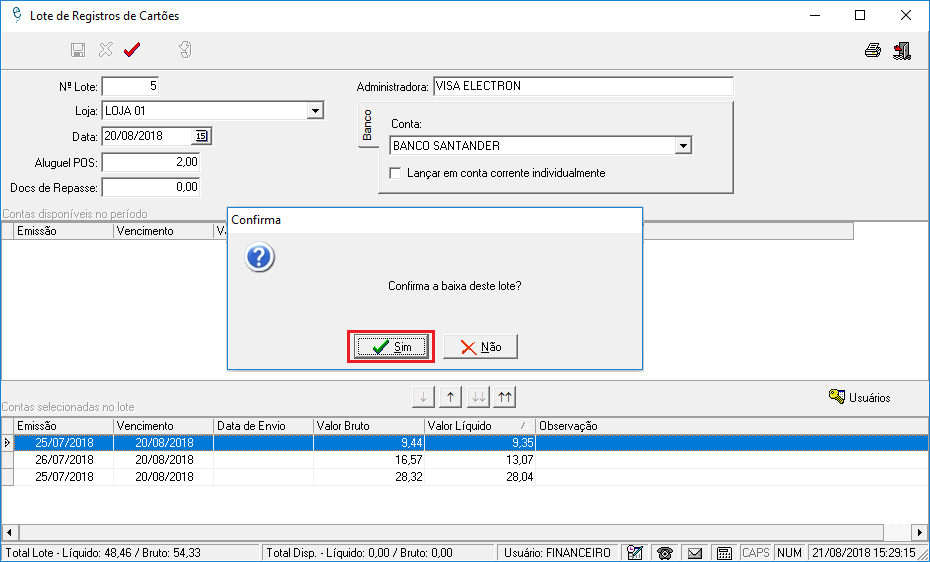 Lote de Registros de Cartões
Nº Lote: 5
Administradora: VISA ELECTRON
Loja: LOJA 01
Banco
Conta:
Data: 20/08/2018 15
BANCO SANTANDER
Aluguel POS: 2,00
Lançar em conta corrente individualmente
Docs de Repasse: 0,00
Contas disponíveis no período
Emissão Vencimento
Confirma
Confirma a baixa deste lote?
Sim Não
Usuários
Contas selecionadas no lote
Emissão Vencimento Data de Envio Valor Bruto Valor Líquido Observação
25/07/2018 20/08/2018 9,44 9,35
26/07/2018 20/08/2018 16,57 13,07
25/07/2018 20/08/2018 28,32 28,04
Total Lote - Líquido: 48,46 / Bruto: 54,33 Total Disp. - Líquido: 0,00 / Bruto: 0,00 Usuário: FINANCEIRO CAPS NUM 21/08/2018 15:29:15